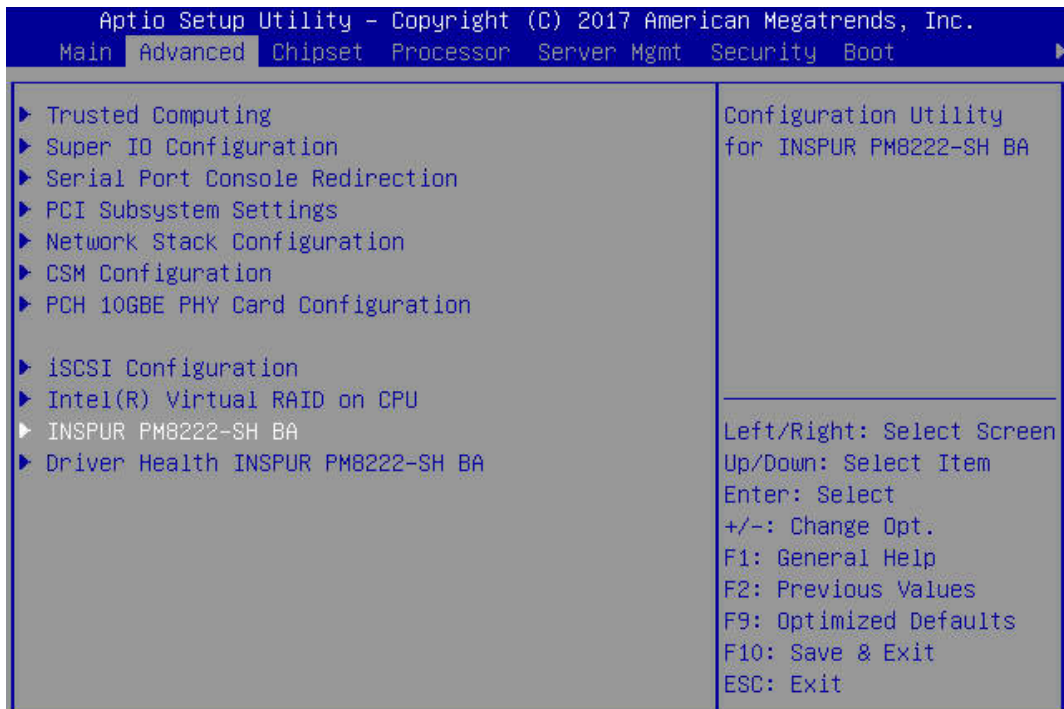 Aptio Setup Utility – Copyright (C) 2017 American Megatrends, Inc.
Main Advanced Chipset Processor Server Mgmt Security Boot
Trusted Computing
Super IO Configuration
Serial Port Console Redirection
PCI Subsystem Settings
Network Stack Configuration
CSM Configuration
PCH 10GBE PHY Card Configuration
iSCSI Configuration
Intel(R) Virtual RAID on CPU
INSPUR PM8222-SH BA
Driver Health INSPUR PM8222-SH BA
Configuration Utility
for INSPUR PM8222-SH BA
Left/Right: Select Screen
Up/Down: Select Item
Enter: Select
+/-: Change Opt.
F1: General Help
F2: Previous Values
F9: Optimized Defaults
F10: Save & Exit
ESC: Exit